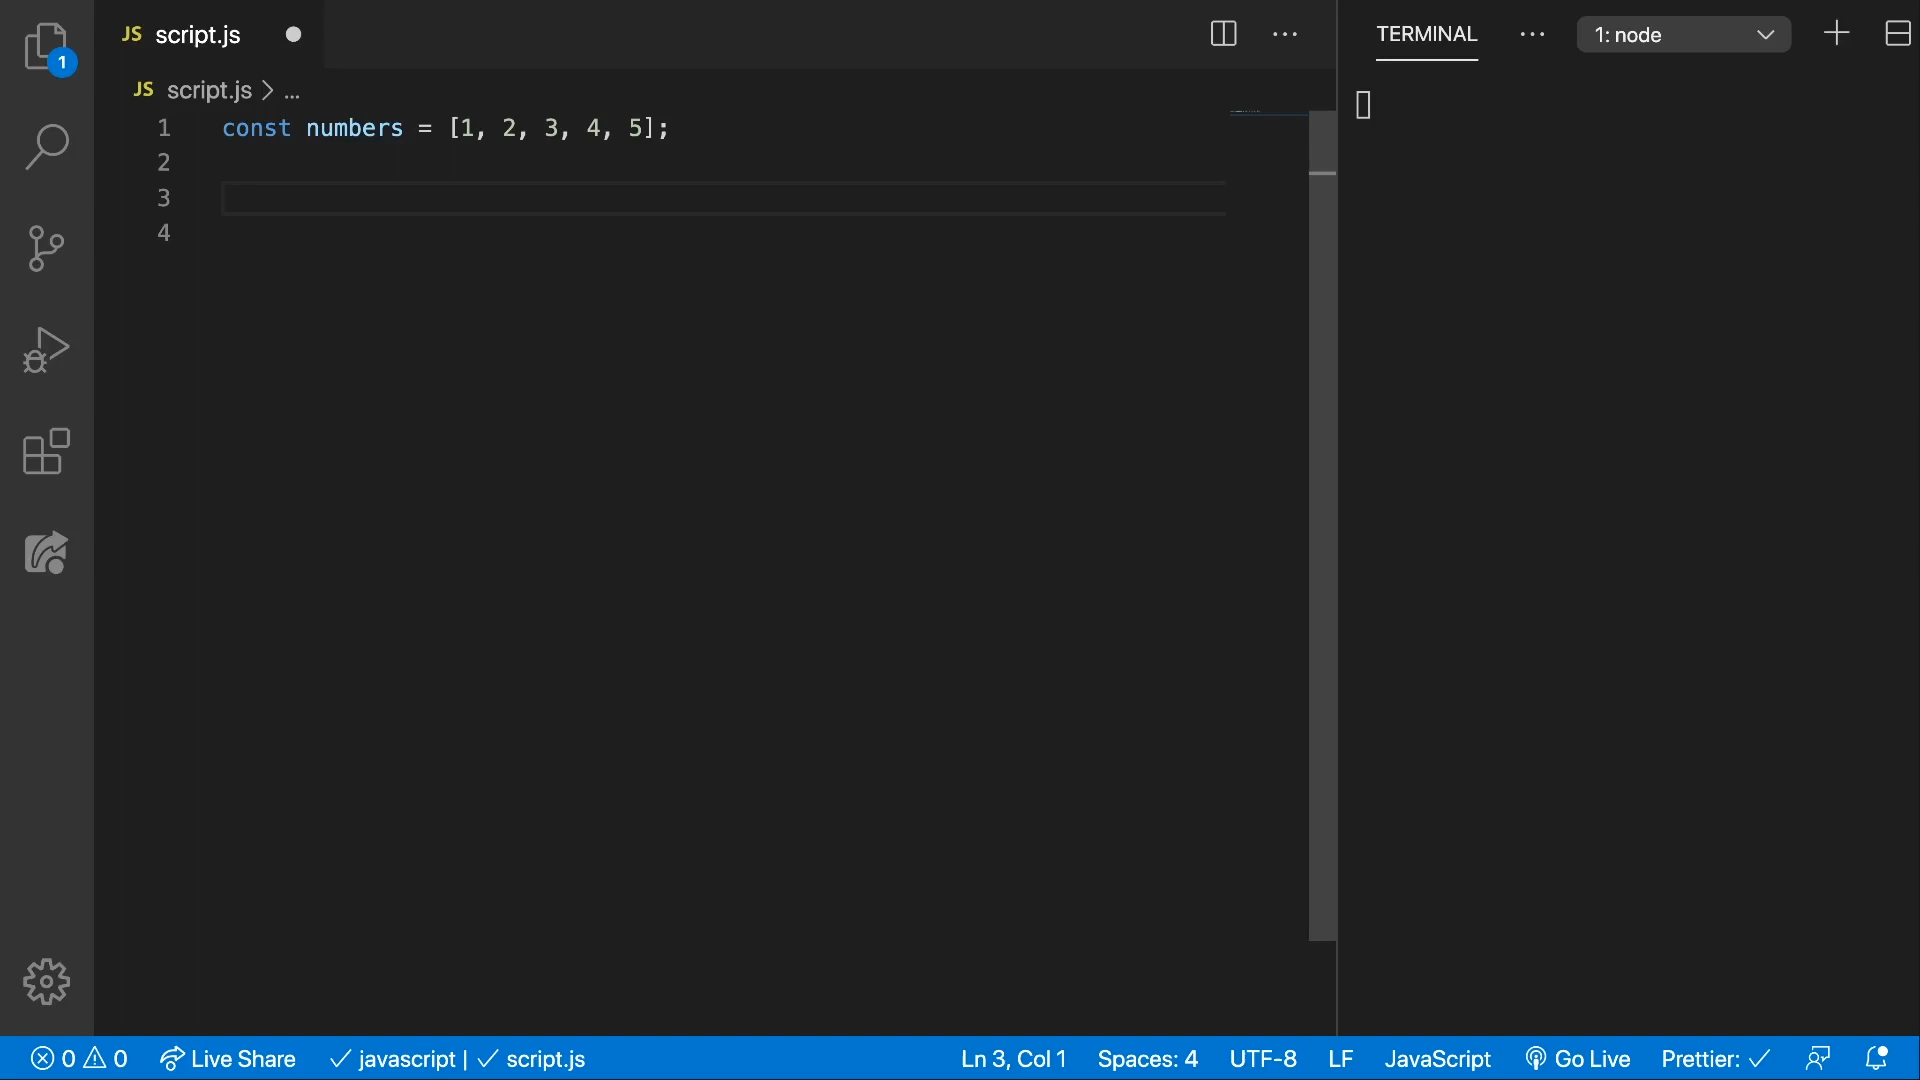 JS script.js
TERMINAL
1: node
1
JS script.js > ...
1 const numbers = [1, 2, 3, 4, 5];
2
3
4
0 0 Live Share javascript | script.js Ln 3, Col 1 Spaces: 4 UTF-8 LF JavaScript Go Live Prettier: